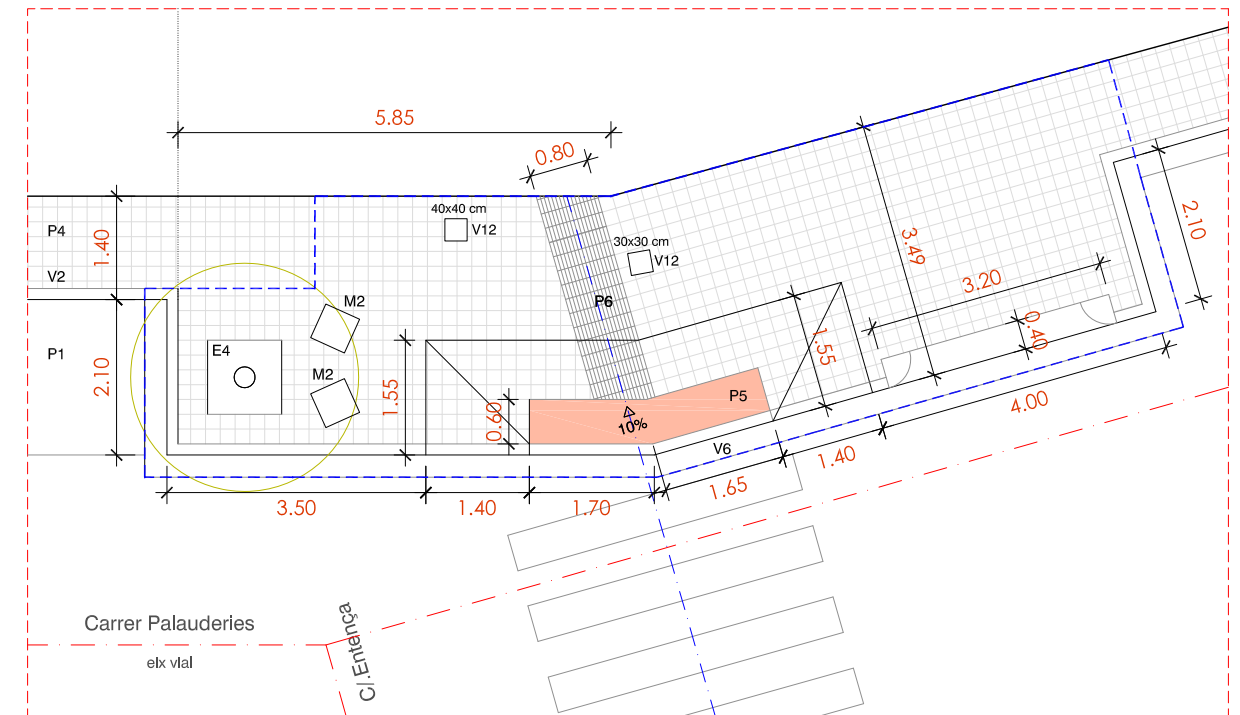 5.85
0.80
40x40 cm
V12
30x30 cm
V12
P4
1.40
V2
2.10
3.49
3.20
P6
M2
E4
P1
2.10
M2
1.55
1.55
0.40
0.60
10%
P5
V6
4.00
1.40
1.65
3.50
1.40
1.70
Carrer Palauderies
eix vial
C/.Entença